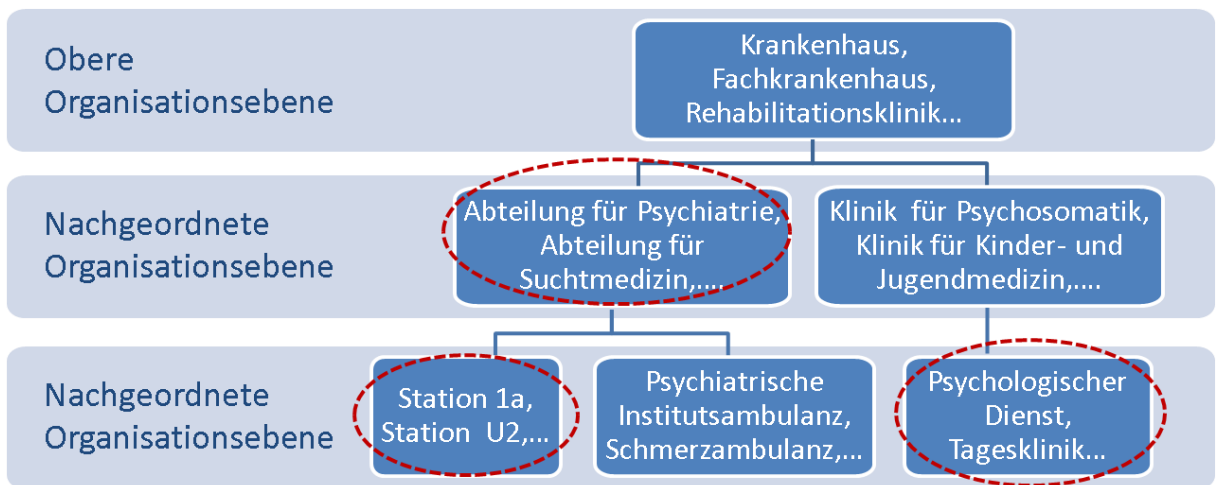 Obere
Organisationsebene
Krankenhaus,
Fachkrankenhaus,
Rehabilitationsklinik...
Nachgeordnete
Organisationsebene
Abteilung für Psychiatrie,
Abteilung für
Suchtmedizin,....
Klinik für Psychosomatik,
Klinik für Kinder- und
Jugendmedizin,....
Nachgeordnete
Organisationsebene
Station 1a,
Station U2,...
Psychiatrische
Institutsambulanz,
Schmerzambulanz,...
Psychologischer
Dienst,
Tagesklinik...